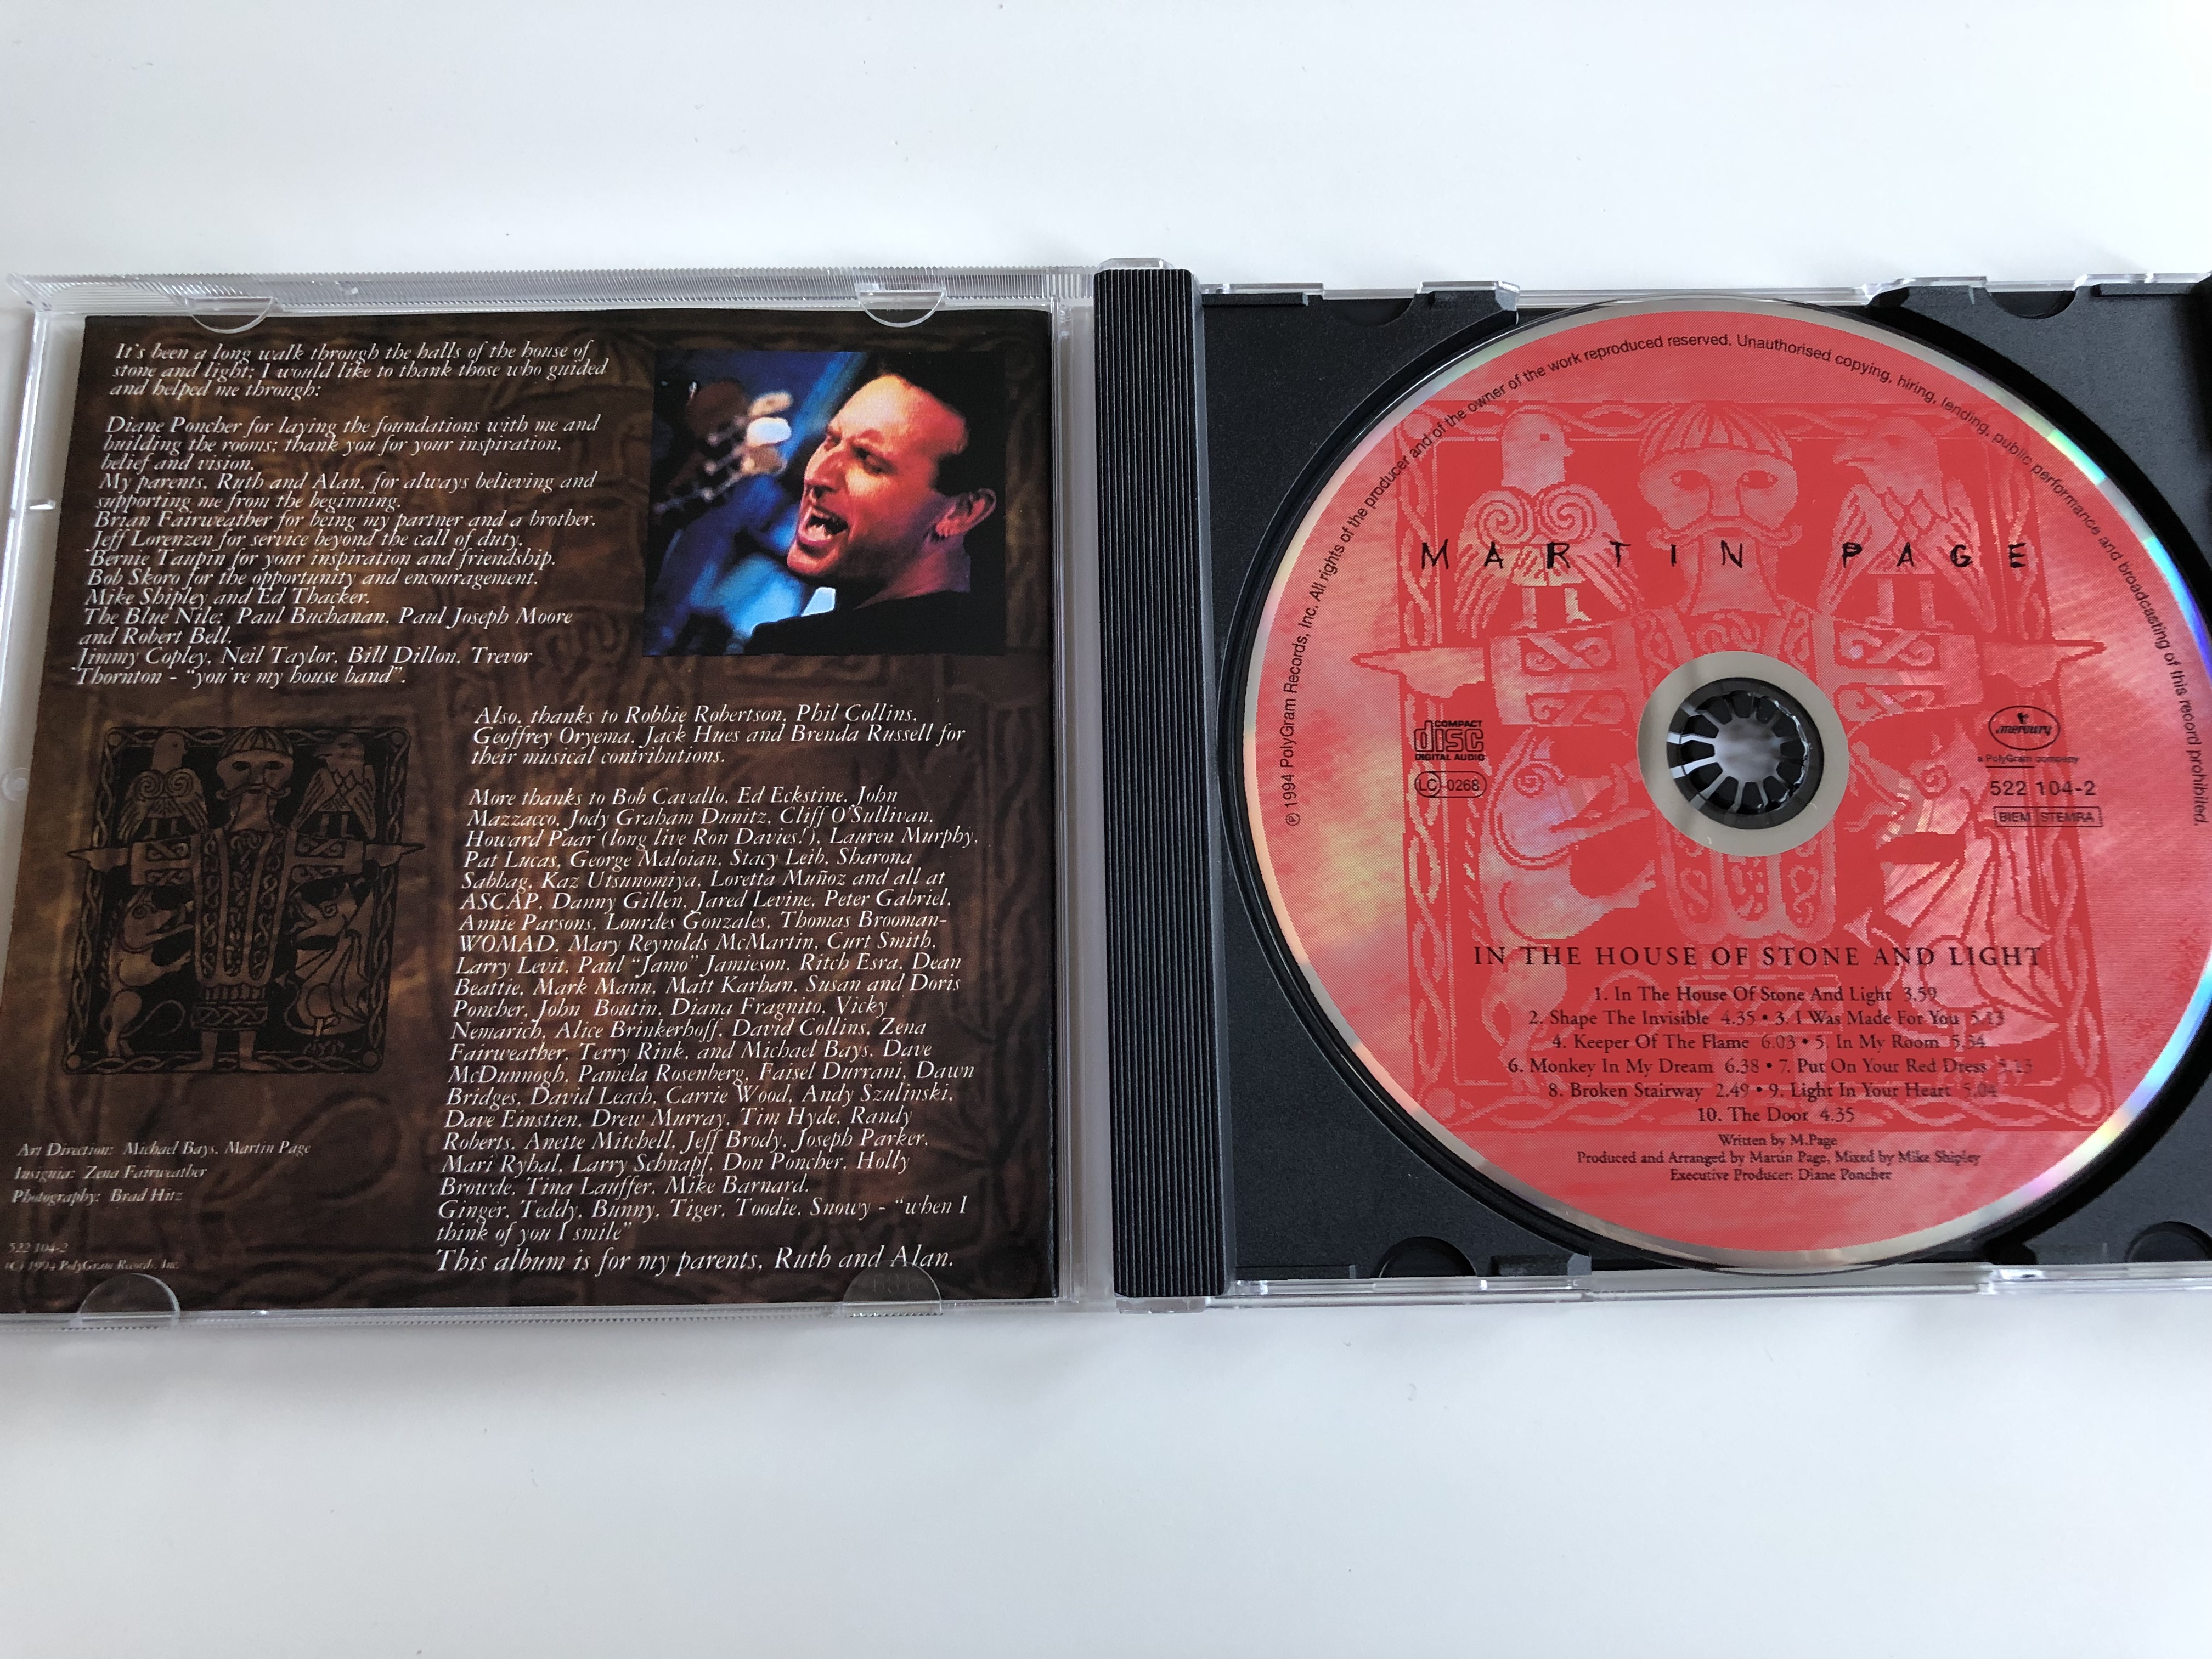 It's been a long walk through the halls of the house of
stone and light; I would like to thank those who guided
and helped me through:
Diane Poncher for laying the foundations with me and
building the rooms; thank you for your inspiration,
belief and vision.
My parents, Ruth and Alan, for always believing and
supporting me from the beginning.
Brian Fairweather for being my partner and a brother.
Jeff Lorenzen for service beyond the call of duty.
Bernie Taupin for your inspiration and friendship.
Bob Skoro for the opportunity and encouragement.
Mike Shipley and Ed Thacker.
The Blue Nile: Paul Buchanan, Paul Joseph Moore
and Robert Bell.
Jimmy Copley, Neil Taylor, Bill Dillon, Trevor
Thornton - "you're my house band".
Also, thanks to Robbie Robertson, Phil Collins,
Geoffrey Oryema, Jack Hues and Brenda Russell for
their musical contributions.
More thanks to Bob Cavallo, Ed Eckstine, John
Mazzacco, Jody Graham Dunitz, Cliff O'Sullivan,
Howard Paar (long live Ron Davies!), Lauren Murphy,
Pat Lucas, George Maloian, Stacy Leib, Sharona
Sabbag, Kaz Utsunomiya, Loretta Muñoz and all at
ASCAP, Danny Gillen, Jared Levine, Peter Gabriel,
Annie Parsons, Lourdes Gonzales, Thomas Brooman-
WOMAD, Mary Reynolds McMartin, Curt Smith,
Larry Levit, Paul "Jamo" Jamieson, Ritch Esra, Dean
Beattie, Mark Mann, Matt Karban, Susan and Doris
Poncher, John Boutin, Diana Fragnito, Vicky
Nemarich, Alice Brinkerhoff, David Collins, Zena
Fairweather, Terry Rink, and Michael Bays, Dave
McDunnogh, Pamela Rosenberg, Faisel Durrani, Dawn
Bridges, David Leach, Carrie Wood, Andy Szulinski,
Dave Einstien, Drew Murray, Tim Hyde, Randy
Roberts, Anette Mitchell, Jeff Brody, Joseph Parker,
Mari Rybal, Larry Schnapf, Don Poncher, Holly
Browde, Tina Lauffer, Mike Barnard.
Ginger, Teddy, Bunny, Tiger, Toodie, Snowy - "when I
think of you I smile"
This album is for my parents, Ruth and Alan.
Art Direction: Michael Bays, Martin Page
Insignia: Zena Fairweather
Photography: Brad Hitz
522 104-2
(C) 1994 PolyGram Records, Inc.
℗ 1994 PolyGram Records, Inc. All rights of the producer and of the owner of the work reproduced reserved. Unauthorised copying, hiring, lending, public performance and broadcasting of this record prohibited.
MARTIN PAGE
COMPACT
disc
DIGITAL AUDIO
LC 0268
mercury
a PolyGram company
522 104-2
BIEM STEMRA
IN THE HOUSE OF STONE AND LIGHT
1. In The House Of Stone And Light 3.59
2. Shape The Invisible 4.35 • 3. I Was Made For You 5.43
4. Keeper Of The Flame 6.03 • 5. In My Room 5.34
6. Monkey In My Dream 6.38 • 7. Put On Your Red Dress 5.15
8. Broken Stairway 2.49 • 9. Light In Your Heart 5.04
10. The Door 4.35
Written by M.Page
Produced and Arranged by Martin Page, Mixed by Mike Shipley
Executive Producer: Diane Poncher